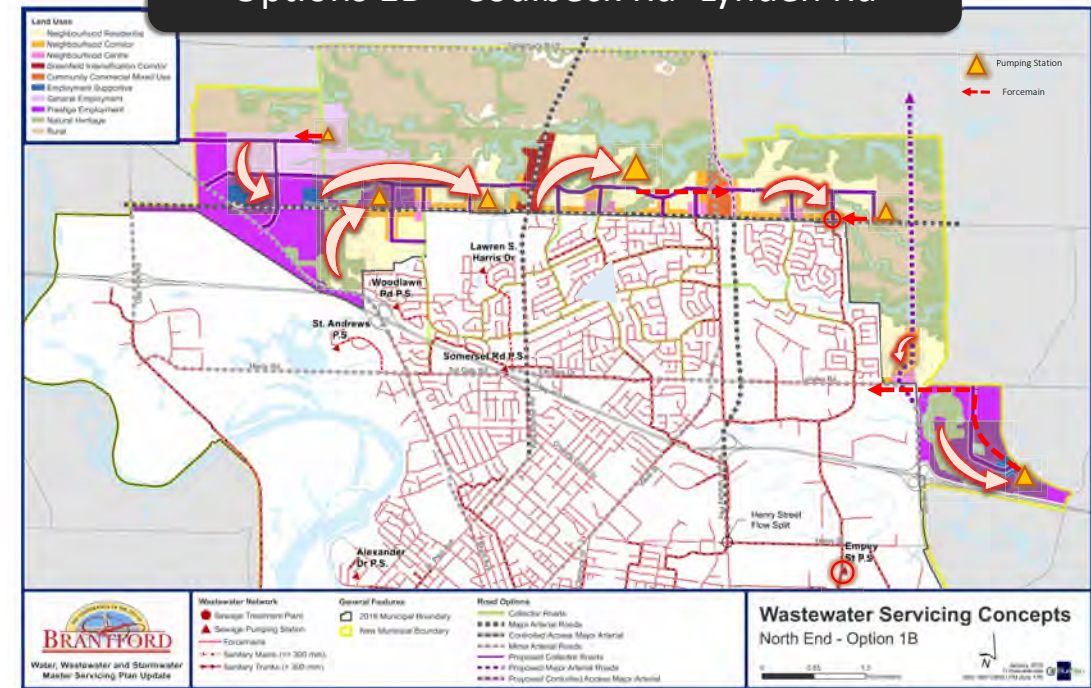 Options 1B – Coulbeck Rd- Lynden Rd
Land Uses
Neighbourhood Residential
Neighbourhood Corridor
Neighbourhood Centre
Greenfield Intensification Corridor
Community Commercial Mixed Use
Employment Supportive
General Employment
Prestige Employment
Natural Heritage
Rural
Pumping Station
Forcemain
Lawren S.
Harris Dr
Woodlawn
Rd P.S.
St. Andrews
P.S
Somerset Rd P.S.
Henry Street
Flow Split
Empey
St P.S
Alexander
Dr P.S.
BRANTFORD
Water, Wastewater and Stormwater
Master Servicing Plan Update
Wastewater Network
Sewage Treatment Plant
Sewage Pumping Station
Forcemains
Sanitary Mains (<= 300 mm)
Sanitary Trunks (> 300 mm)
General Features
2016 Municipal Boundary
New Municipal Boundary
Road Options
Collector Roads
Major Arterial Roads
Controlled Access Major Arterial
Minor Arterial Roads
Proposed Collector Roads
Proposed Major Arterial Roads
Proposed Controlled Access Major Arterial
Wastewater Servicing Concepts
North End - Option 1B
N